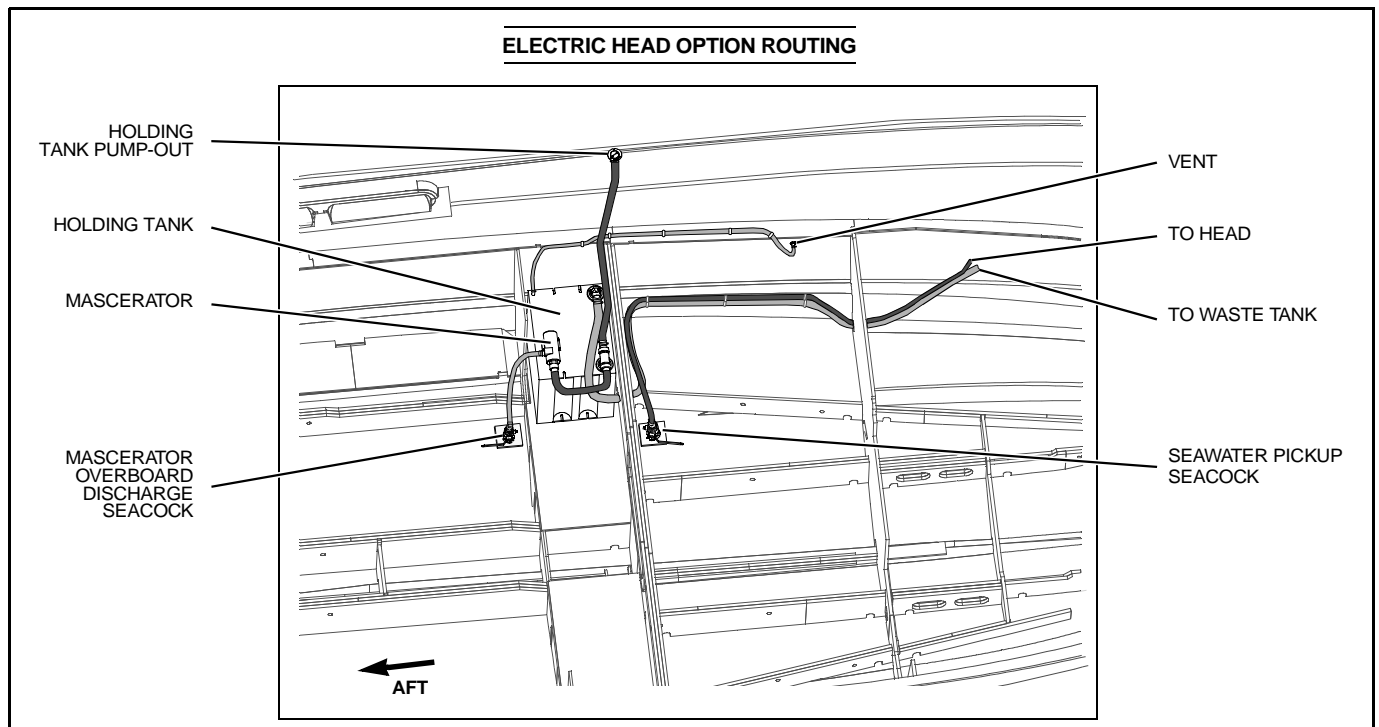 ELECTRIC HEAD OPTION ROUTING
HOLDING
TANK PUMP-OUT
HOLDING TANK
MASCERATOR
MASCERATOR
OVERBOARD
DISCHARGE
SEACOCK
VENT
TO HEAD
TO WASTE TANK
SEAWATER PICKUP
SEACOCK
AFT